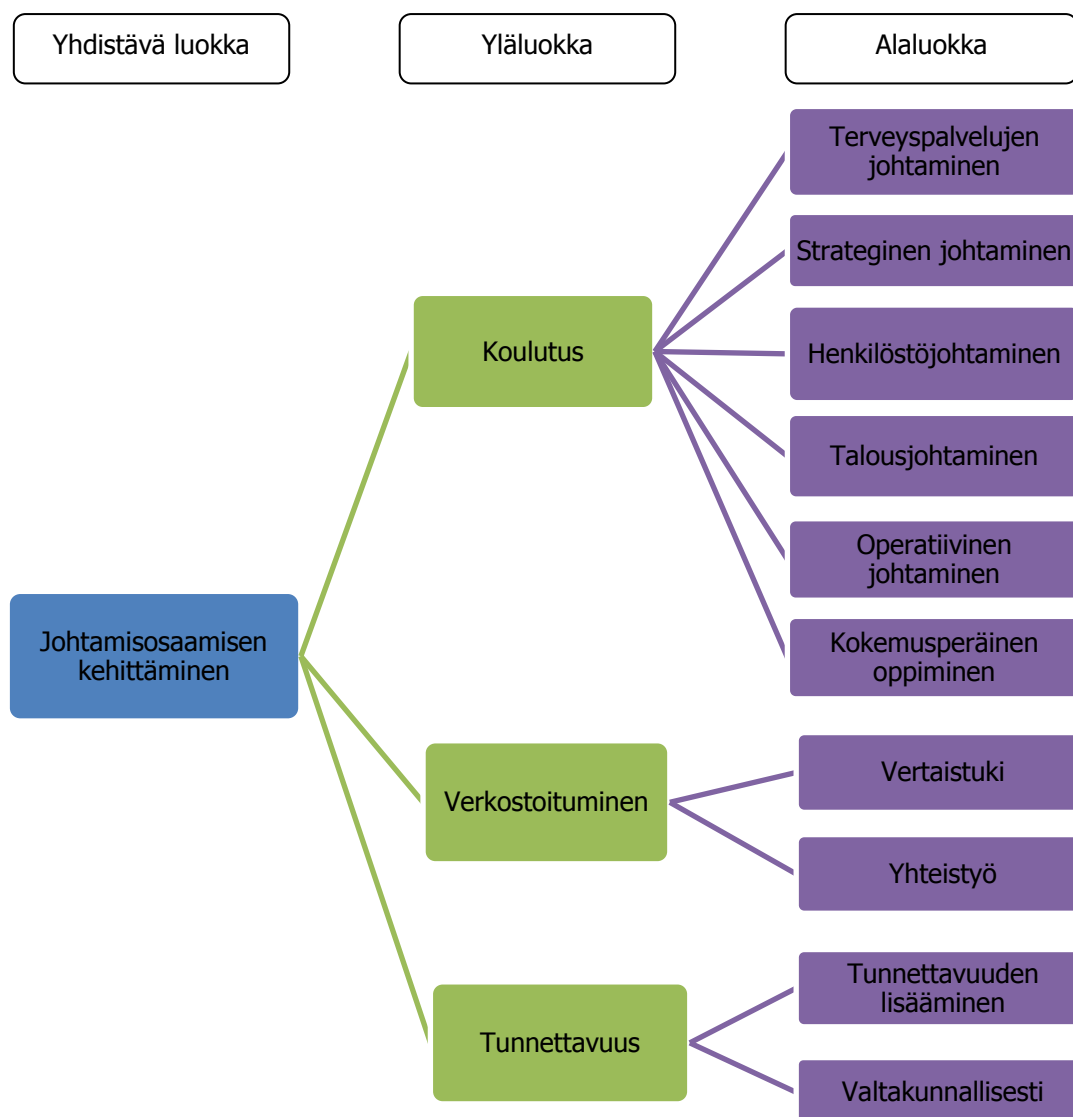 Yhdistävä luokka
Yläluokka
Alaluokka
Terveyspalvelujen
johtaminen
Strateginen johtaminen
Koulutus
Henkilöstöjohtaminen
Talousjohtaminen
Operatiivinen
johtaminen
Johtamisosaamisen
kehittäminen
Kokemusperäinen
oppiminen
Verkostoituminen
Vertaistuki
Yhteistyö
Tunnettavuus
Tunnettavuuden
lisääminen
Valtakunnallisesti